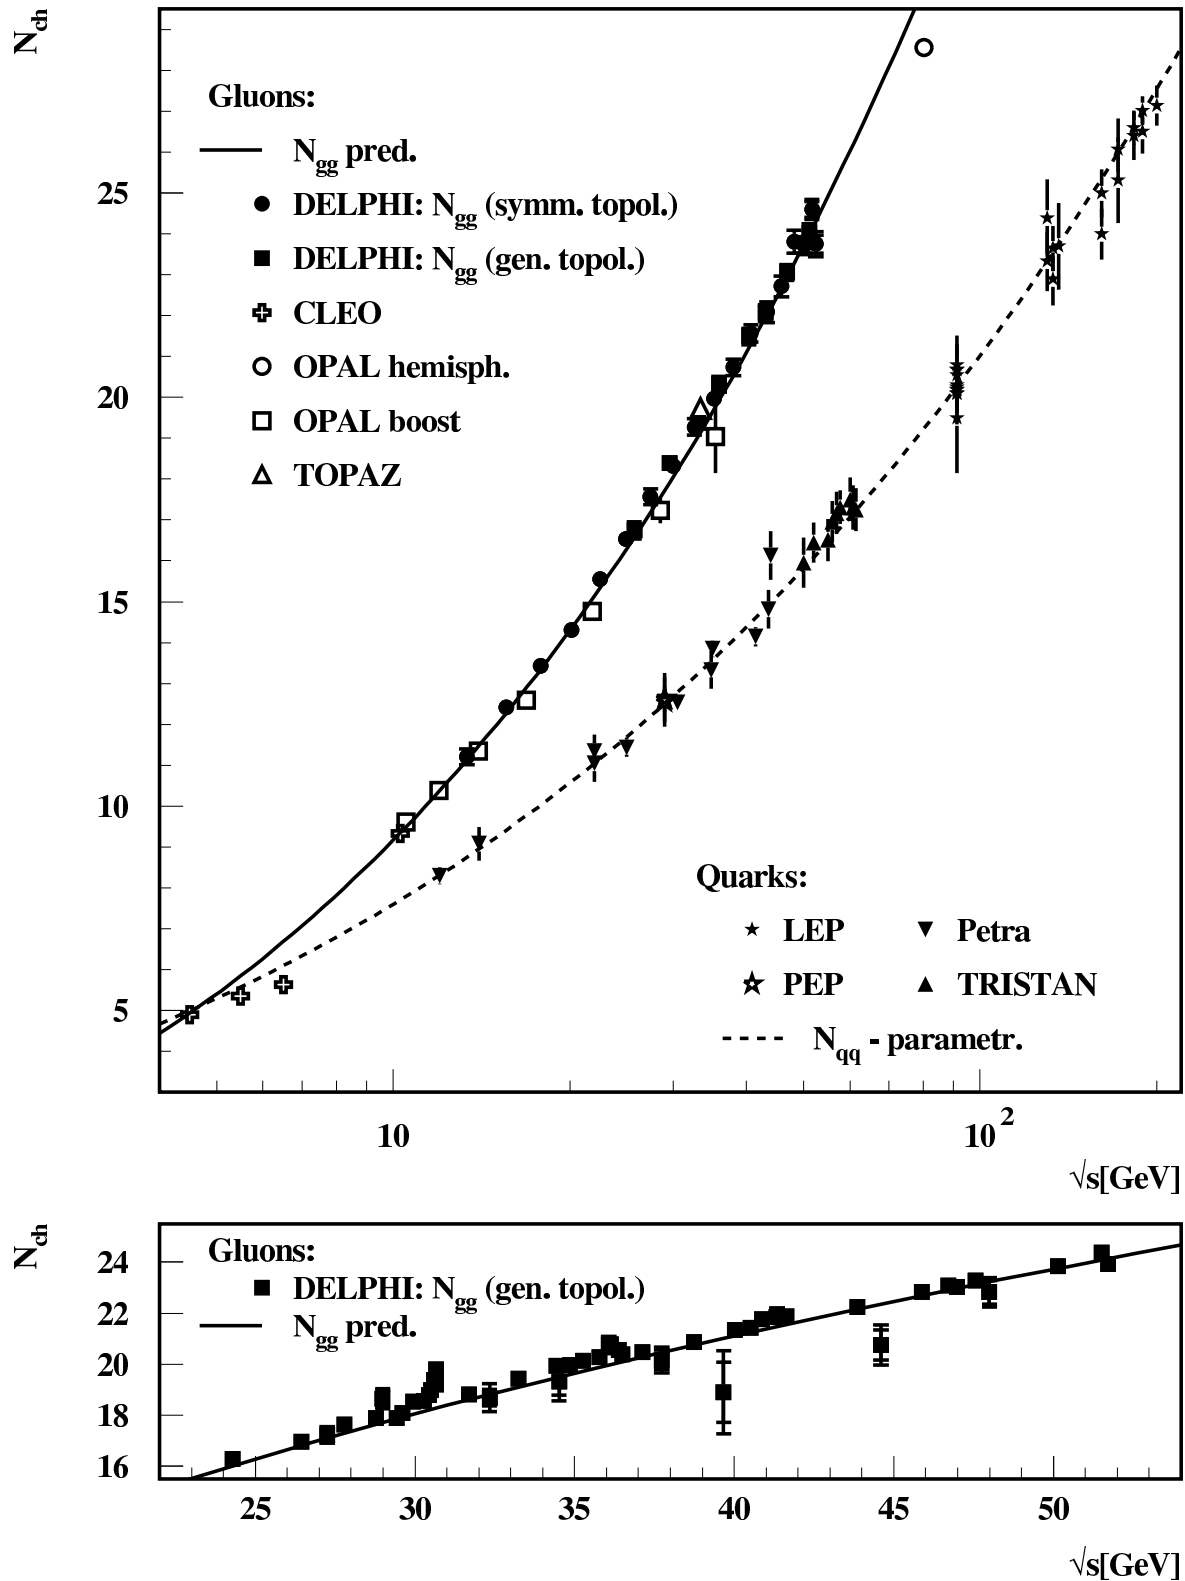 N_ch
Gluons:
N_gg pred.
DELPHI: N_gg (symm. topol.)
DELPHI: N_gg (gen. topol.)
CLEO
OPAL hemisph.
OPAL boost
TOPAZ
25
20
15
10
5
Quarks:
LEP Petra
PEP TRISTAN
N_qq - parametr.
10 10^2
√s[GeV]
N_ch
Gluons:
DELPHI: N_gg (gen. topol.)
N_gg pred.
24
22
20
18
16
25 30 35 40 45 50
√s[GeV]